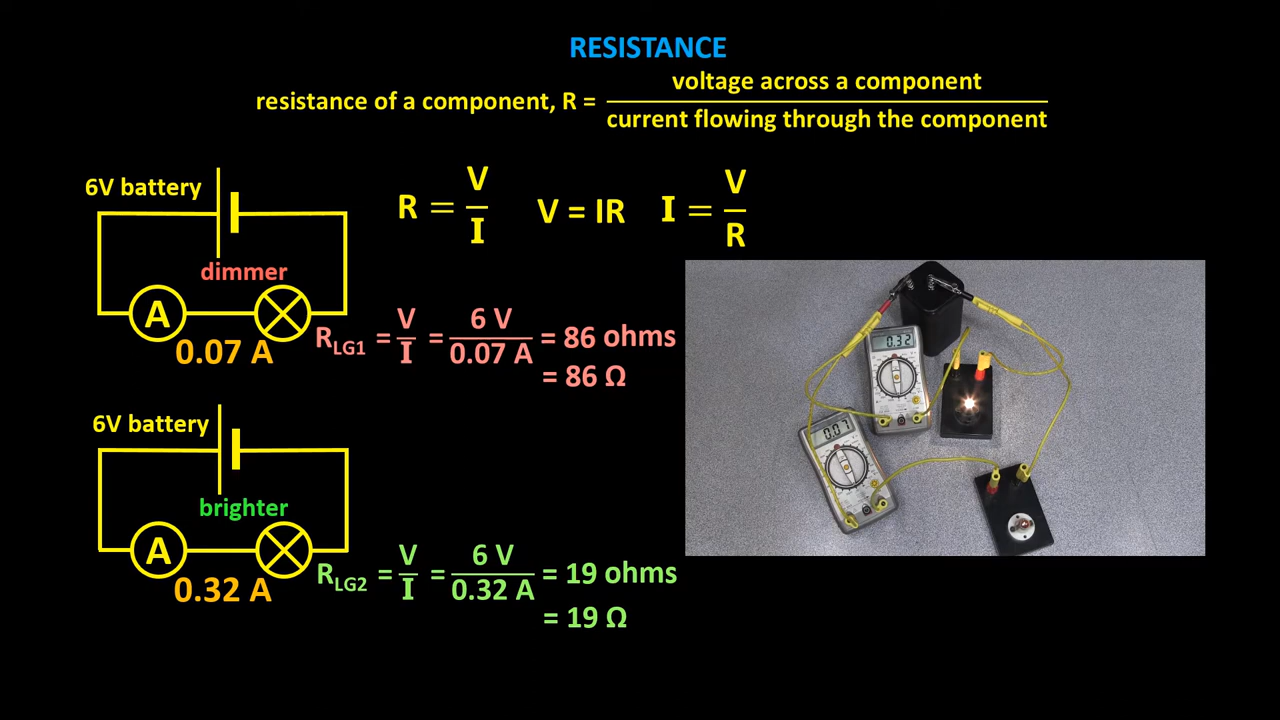 RESISTANCE
resistance of a component, R = voltage across a component / current flowing through the component
6V battery
R = V / I
V = IR
I = V / R
dimmer
A
0.07 A
R_LG1 = V / I = 6 V / 0.07 A = 86 ohms
= 86 Ω
0.32
0.07
6V battery
brighter
A
0.32 A
R_LG2 = V / I = 6 V / 0.32 A = 19 ohms
= 19 Ω